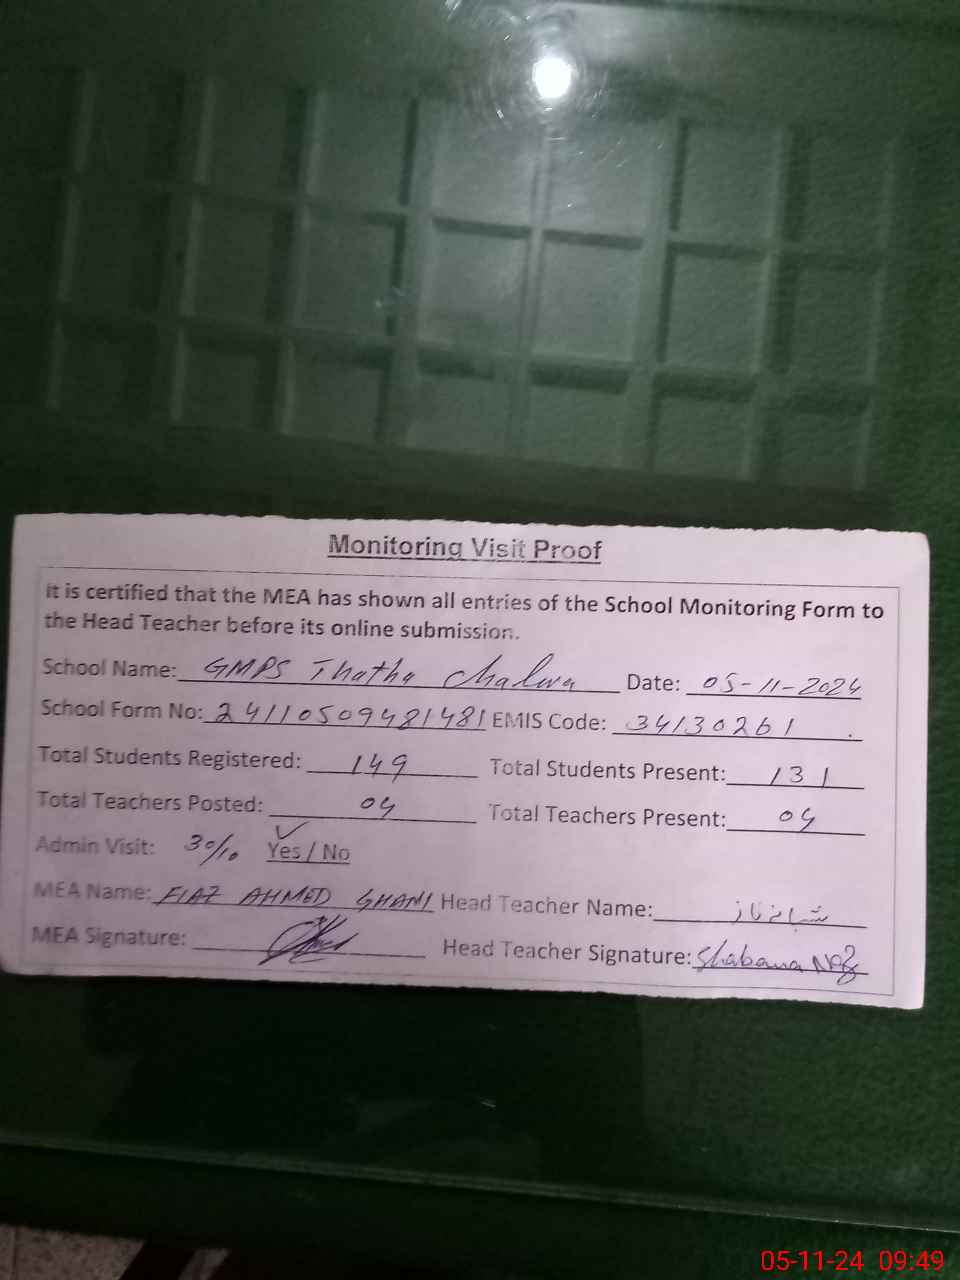 Monitoring Visit Proof
It is certified that the MEA has shown all entries of the School Monitoring Form to
the Head Teacher before its online submission.
School Name: GMPS Thatha Chalwa Date: 05-11-2024
School Form No: 24110509481481 EMIS Code: 34130261
Total Students Registered: 149 Total Students Present: 131
Total Teachers Posted: 04 Total Teachers Present: 04
Admin Visit: Yes / No
MEA Name: FIAZ AHMED GHANI Head Teacher Name: شبانہ ناز
MEA Signature: Head Teacher Signature: Shabana Naz
05-11-24 09:49